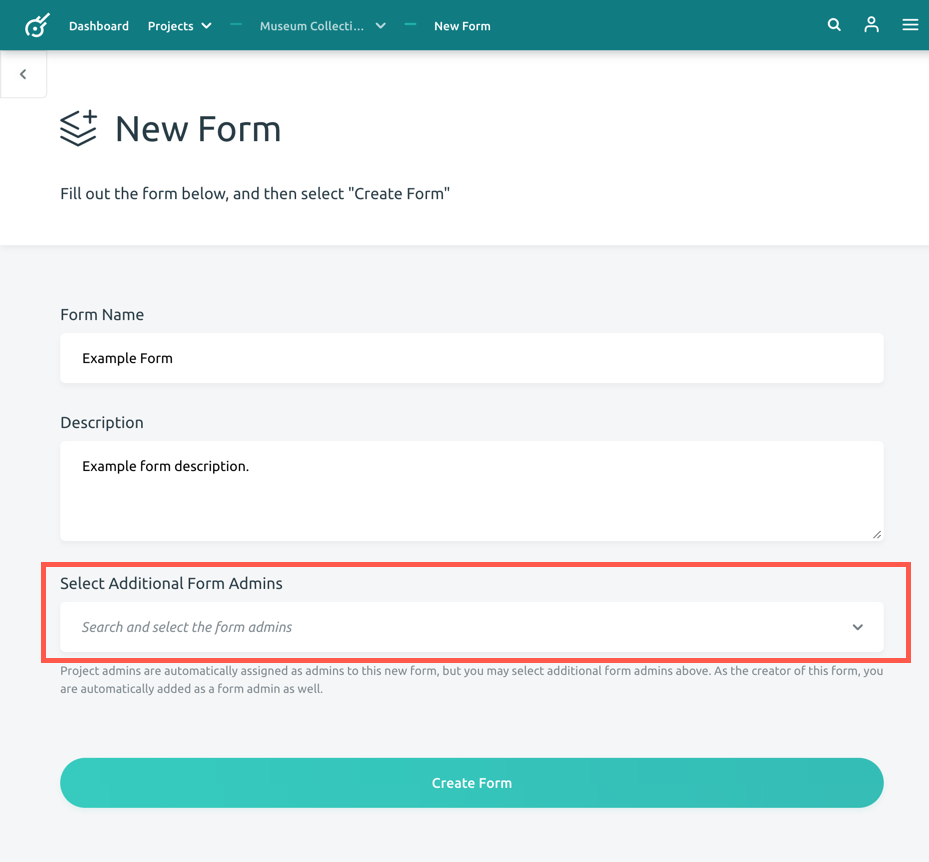 Dashboard Projects Museum Collecti... New Form
New Form
Fill out the form below, and then select "Create Form"
Form Name
Example Form
Description
Example form description.
Select Additional Form Admins
Search and select the form admins
Project admins are automatically assigned as admins to this new form, but you may select additional form admins above. As the creator of this form, you
are automatically added as a form admin as well.
Create Form